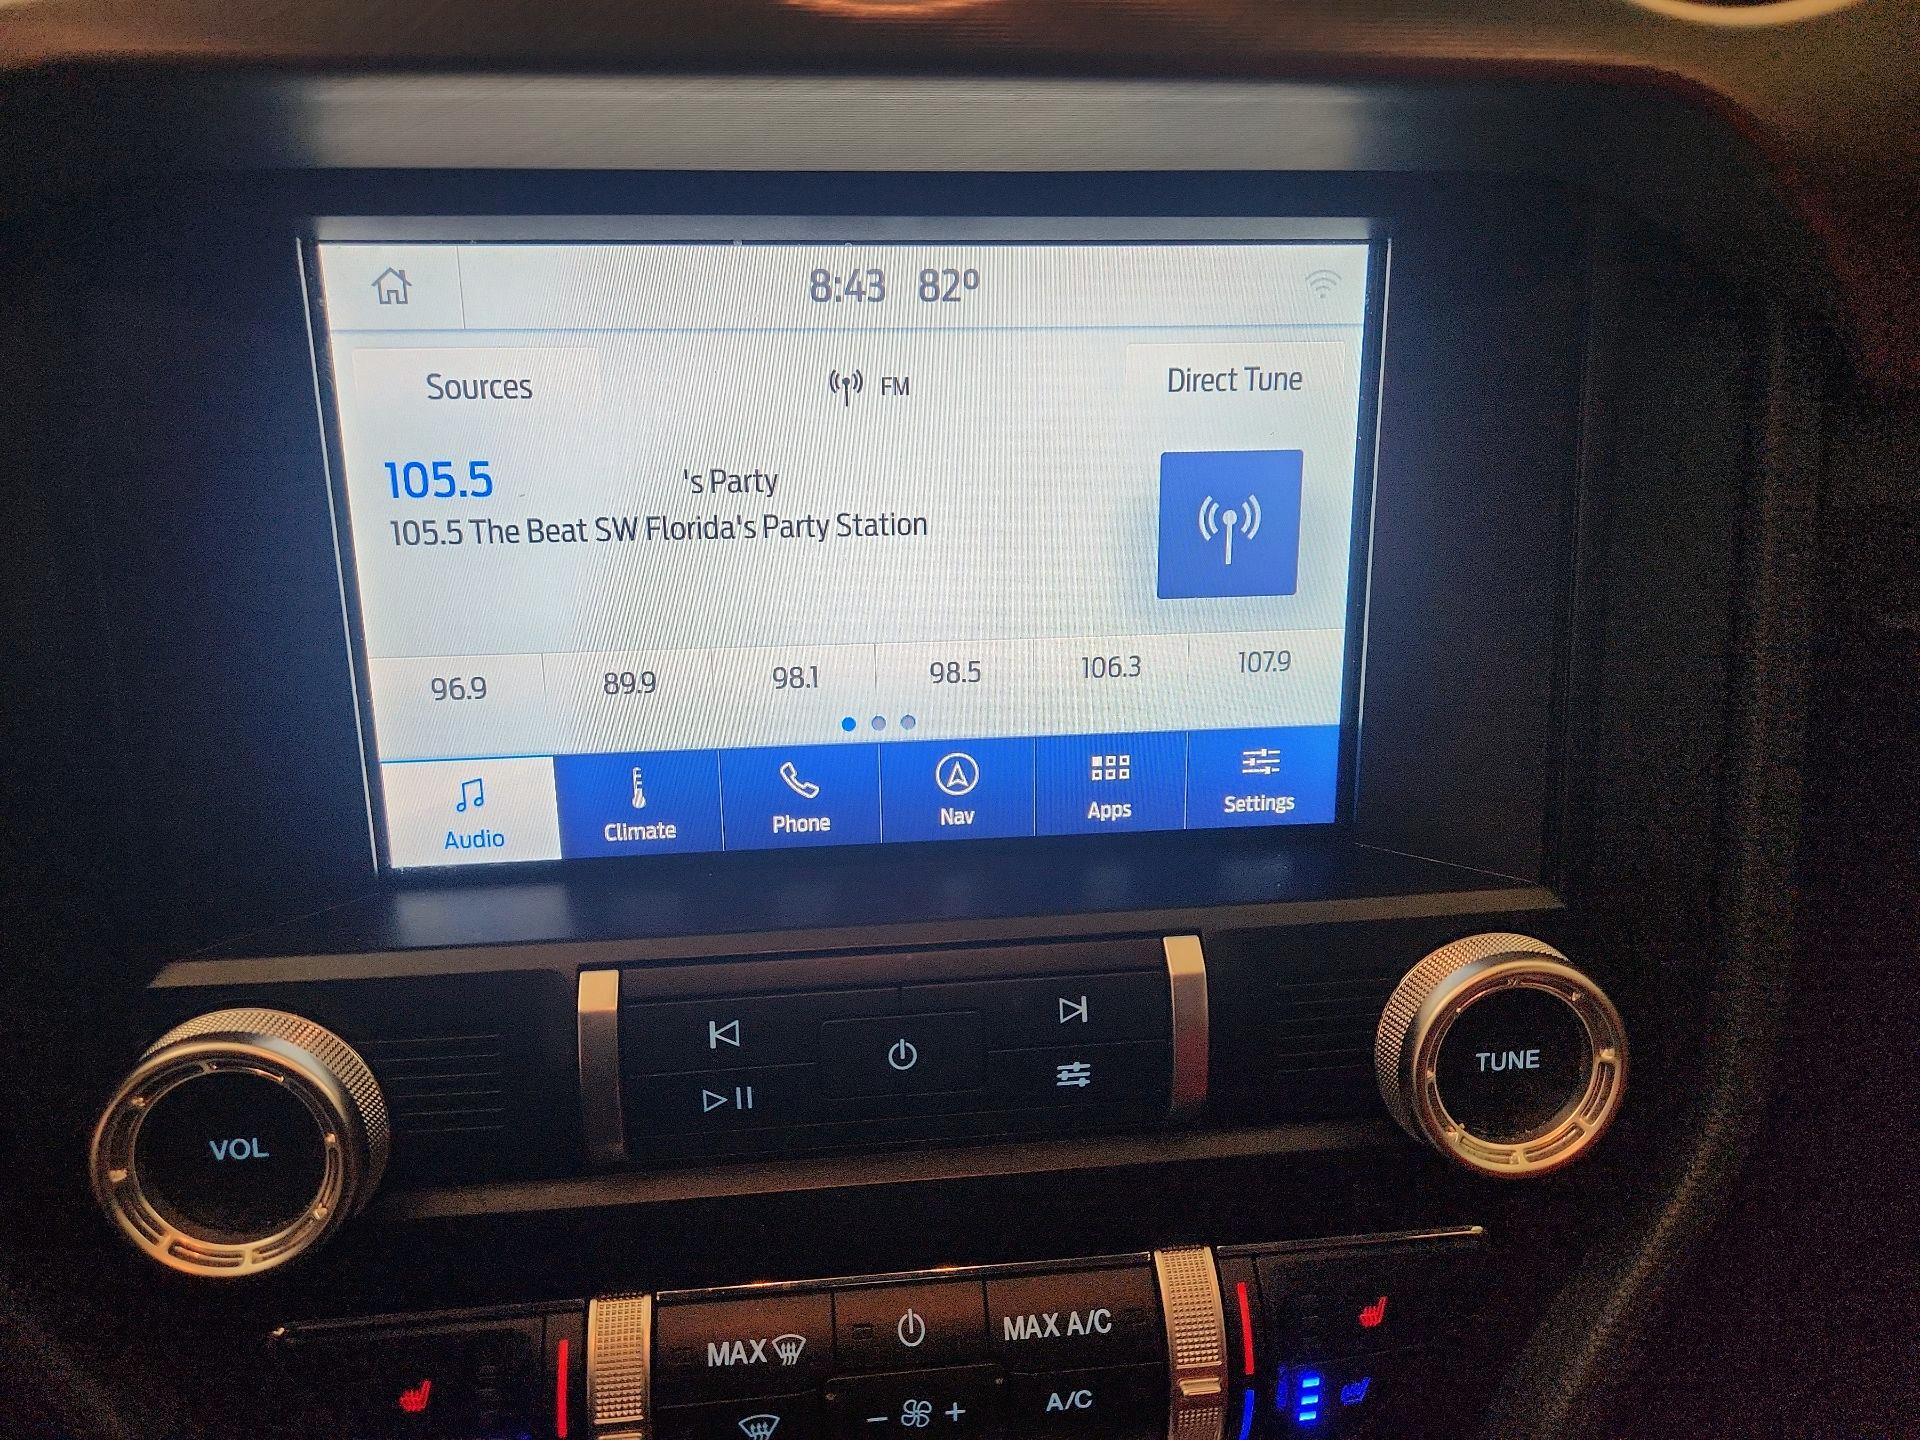 8:43 82º
Sources FM Direct Tune
105.5 's Party
105.5 The Beat SW Florida's Party Station
96.9 89.9 98.1 98.5 106.3 107.9
Audio Climate Phone Nav Apps Settings
VOL TUNE
MAX MAX A/C
- + A/C